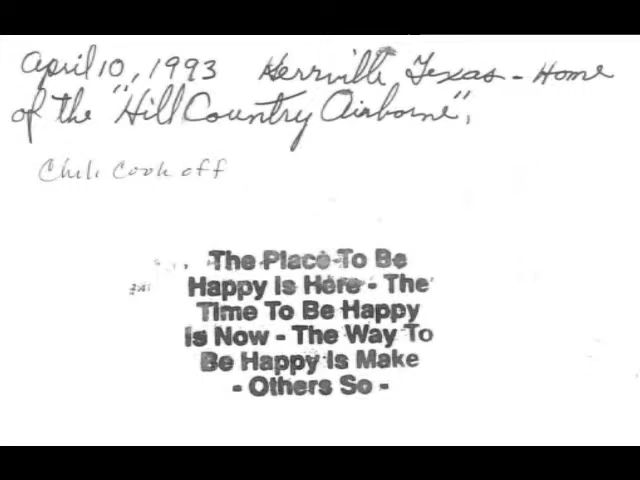 April 10, 1993 Kerrville Texas - Home
of the "Hill Country Airborne",
Chili Cook off
The Place To Be
Happy Is Here - The
Time To Be Happy
is Now - The Way To
Be Happy Is Make
- Others So -